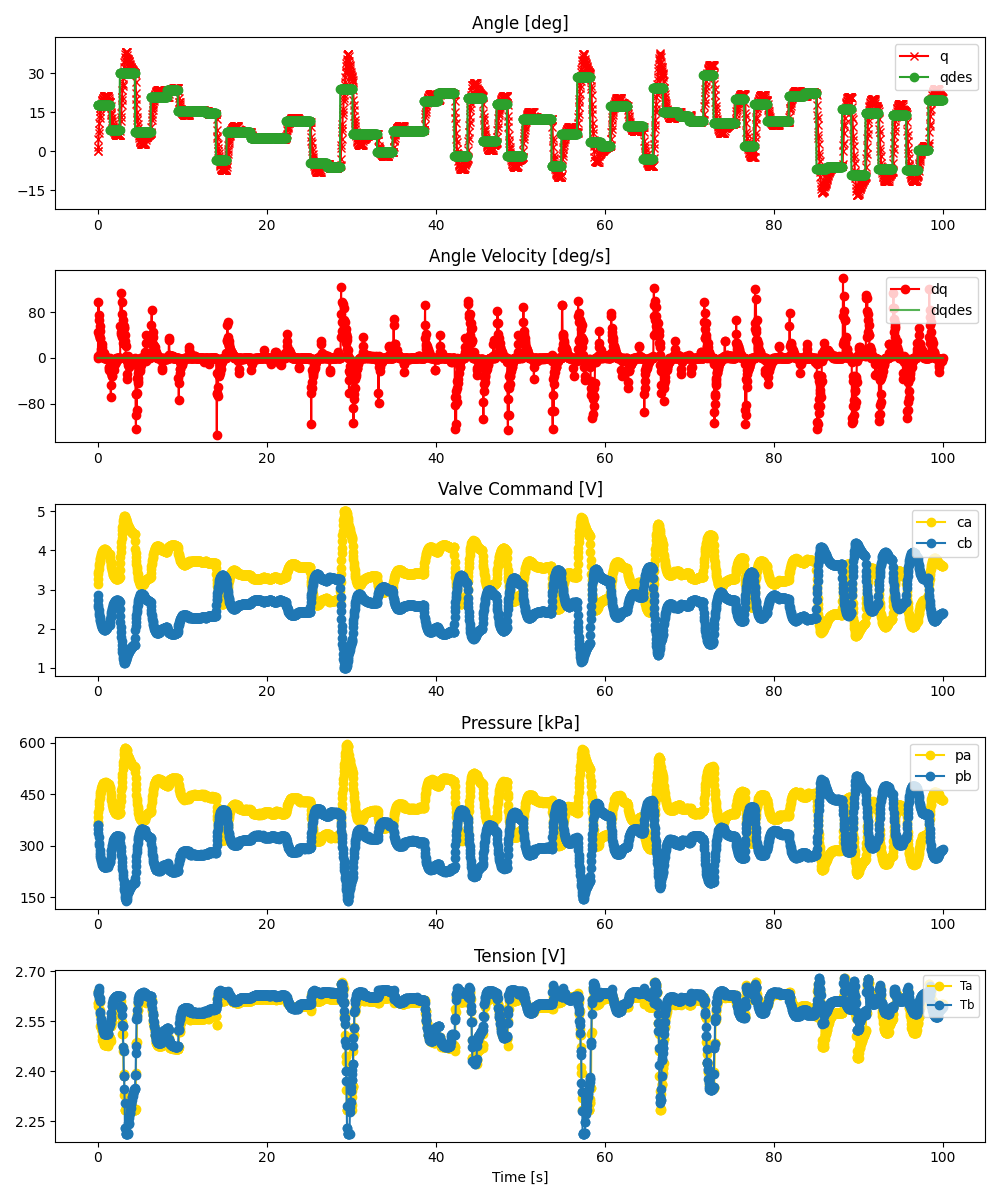 Angle [deg]
30
15
0
−15
q
qdes
0 20 40 60 80 100
Angle Velocity [deg/s]
80
0
−80
dq
dqdes
0 20 40 60 80 100
Valve Command [V]
5
4
3
2
1
ca
cb
0 20 40 60 80 100
Pressure [kPa]
600
450
300
150
pa
pb
0 20 40 60 80 100
Tension [V]
2.70
2.55
2.40
2.25
Ta
Tb
0 20 40 60 80 100
Time [s]